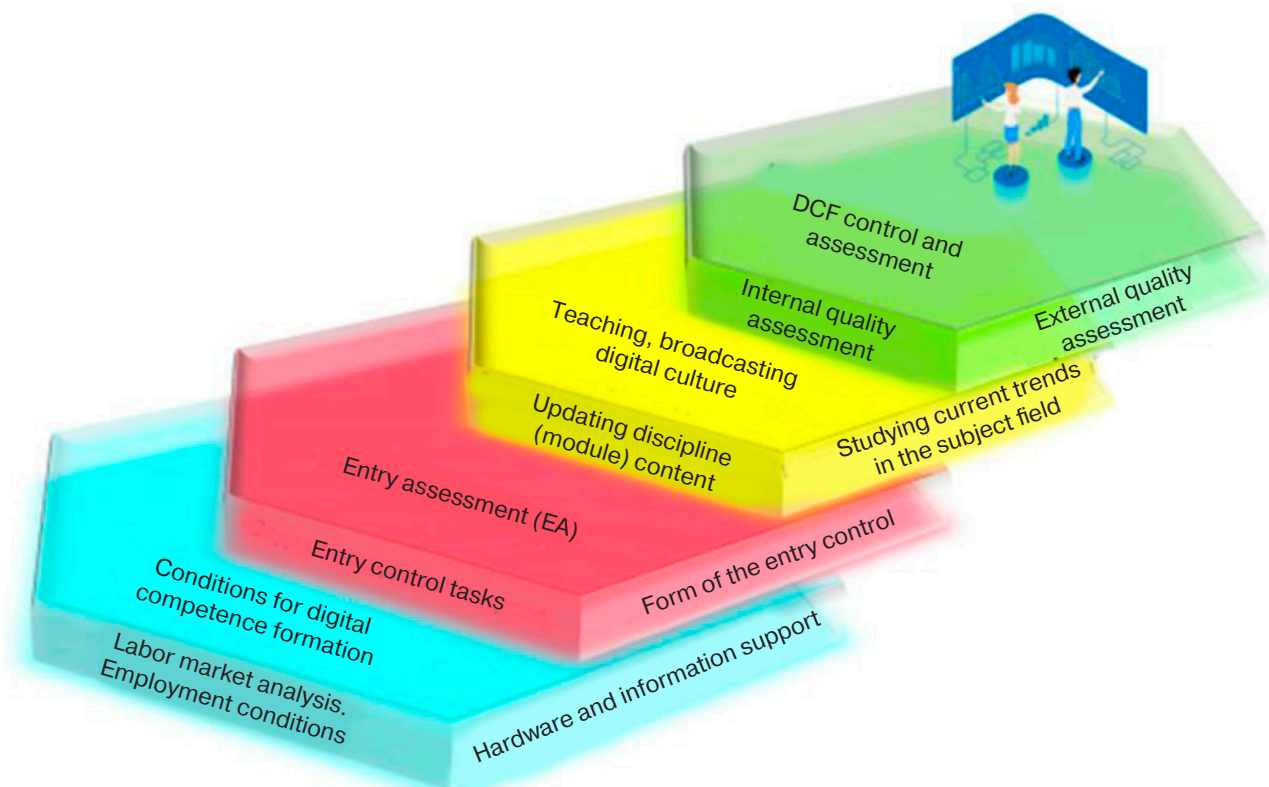 DCF control and
assessment
Internal quality
assessment
External quality
assessment
Teaching, broadcasting
digital culture
Updating discipline
(module) content
Studying current trends
in the subject field
Entry assessment (EA)
Entry control tasks
Form of the entry control
Conditions for digital
competence formation
Labor market analysis.
Employment conditions
Hardware and information support